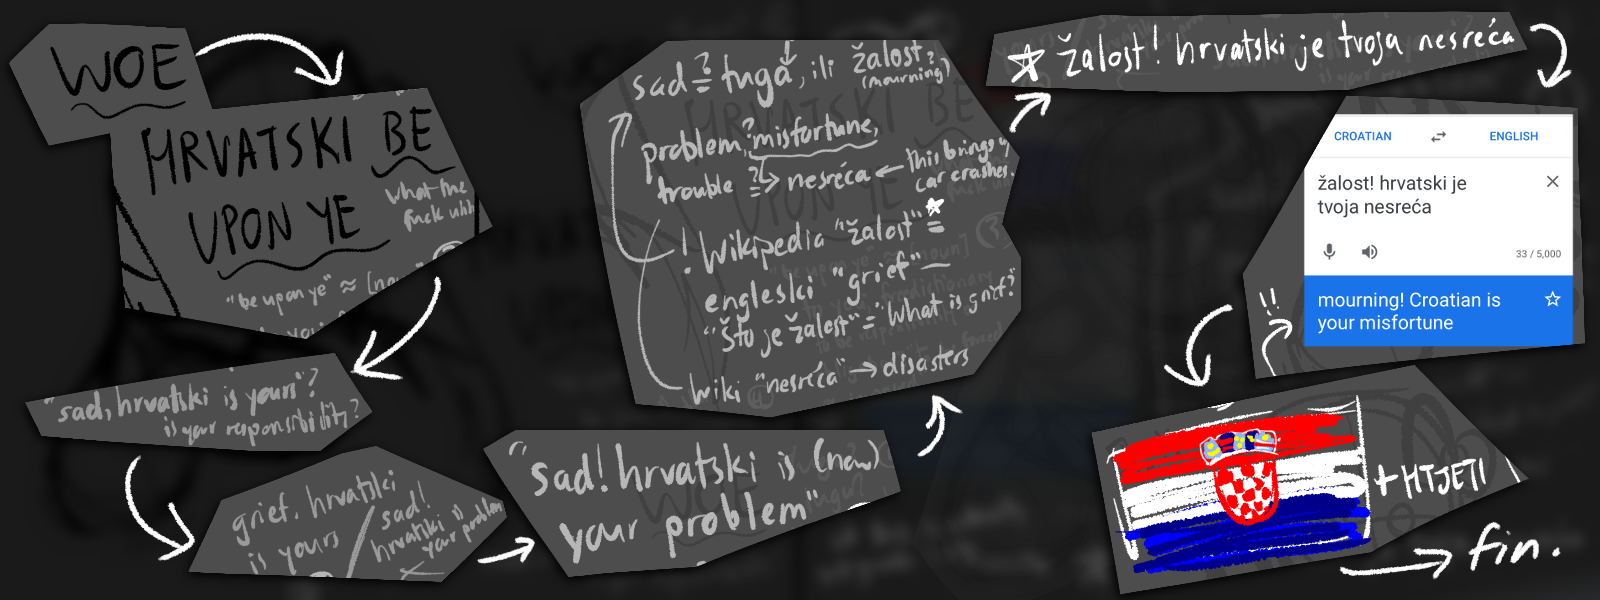 WOE
HRVATSKI BE
UPON YE
what the
fuck
"be upon ye" ≈
"sad, hrvatski is yours"?
is your responsibility?
grief. hrvatski
is yours
sad!
hrvatski is
your problem
"sad! hrvatski is (now)
your problem"
sad ≟ tuga, ili žalost?
(mourning)
problem, misfortune,
trouble ≟ → nesreća ← this brings
car crashes.
! Wikipedia "žalost" =
engleski "grief" —
"što je žalost" = "What is grief?
Wiki "nesreća" → disasters
☆ žalost! hrvatski je tvoja nesreća
CROATIAN ENGLISH
žalost! hrvatski je
tvoja nesreća
33 / 5,000
mourning! Croatian is
your misfortune
!!
+ HTJETI
fin.